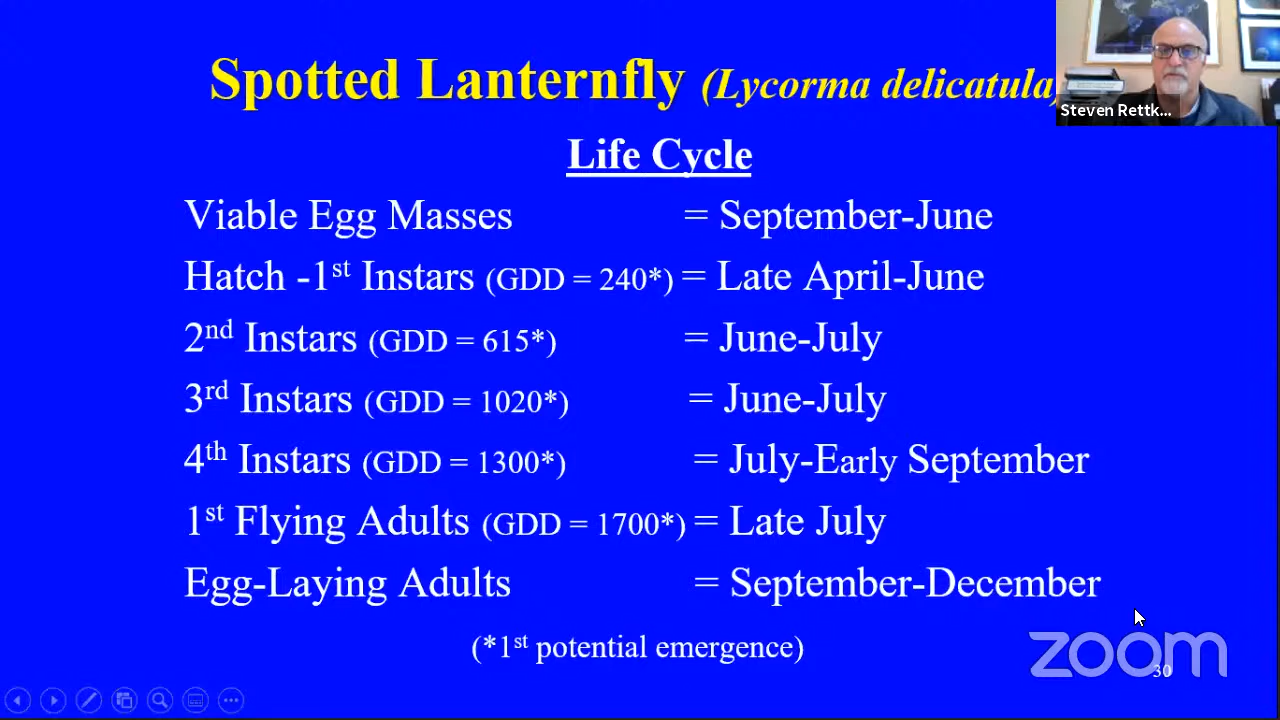 Spotted Lanternfly (Lycorma delicatula)
Steven Rettk...
Life Cycle
Viable Egg Masses = September-June
Hatch -1st Instars (GDD = 240*) = Late April-June
2nd Instars (GDD = 615*) = June-July
3rd Instars (GDD = 1020*) = June-July
4th Instars (GDD = 1300*) = July-Early September
1st Flying Adults (GDD = 1700*) = Late July
Egg-Laying Adults = September-December
(*1st potential emergence)
zoom
30